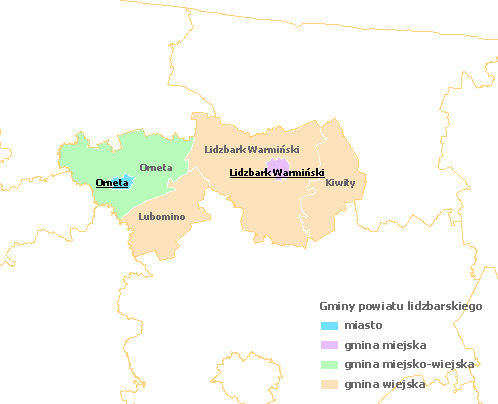 Lidzbark Warmiński
Orneta
Lidzbark Warmiński
Orneta
Kiwity
Lubomino
Gminy powiatu lidzbarskiego
miasto
gmina miejska
gmina miejsko-wiejska
gmina wiejska